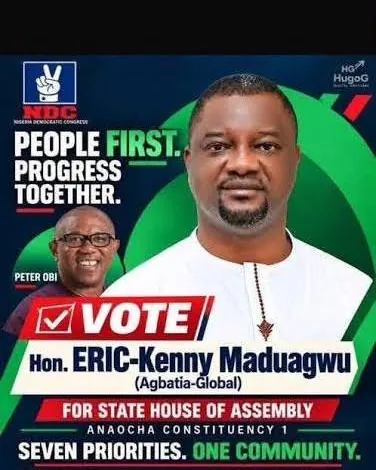 HG
HugoG
NDC
NIGERIA DEMOCRATIC CONGRESS
PEOPLE FIRST.
PROGRESS
TOGETHER.
PETER OBI
VOTE
Hon. ERIC-Kenny Maduagwu
(Agbatia-Global)
FOR STATE HOUSE OF ASSEMBLY
ANAOCHA CONSTITUENCY 1
SEVEN PRIORITIES. ONE COMMUNITY.